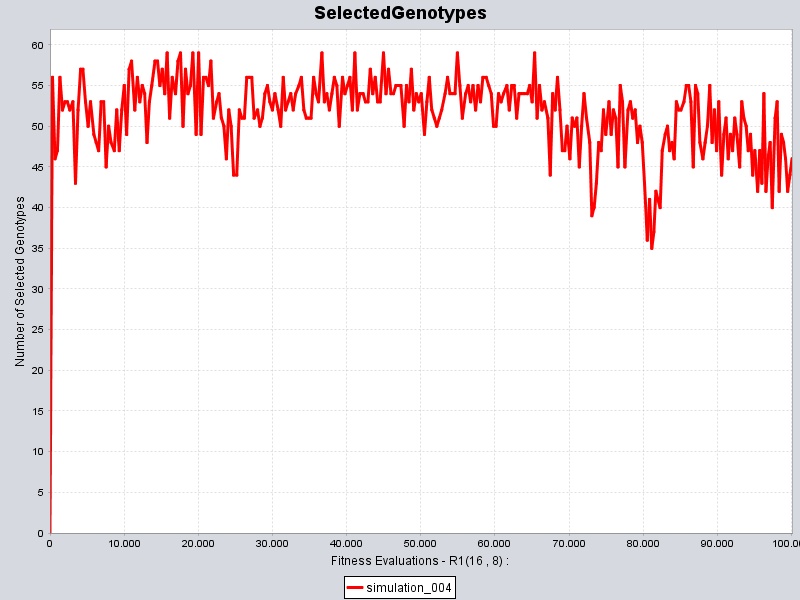 SelectedGenotypes
Number of Selected Genotypes
60
55
50
45
40
35
30
25
20
15
10
5
0
0 10.000 20.000 30.000 40.000 50.000 60.000 70.000 80.000 90.000 100.00
Fitness Evaluations - R1(16 , 8) :
simulation_004